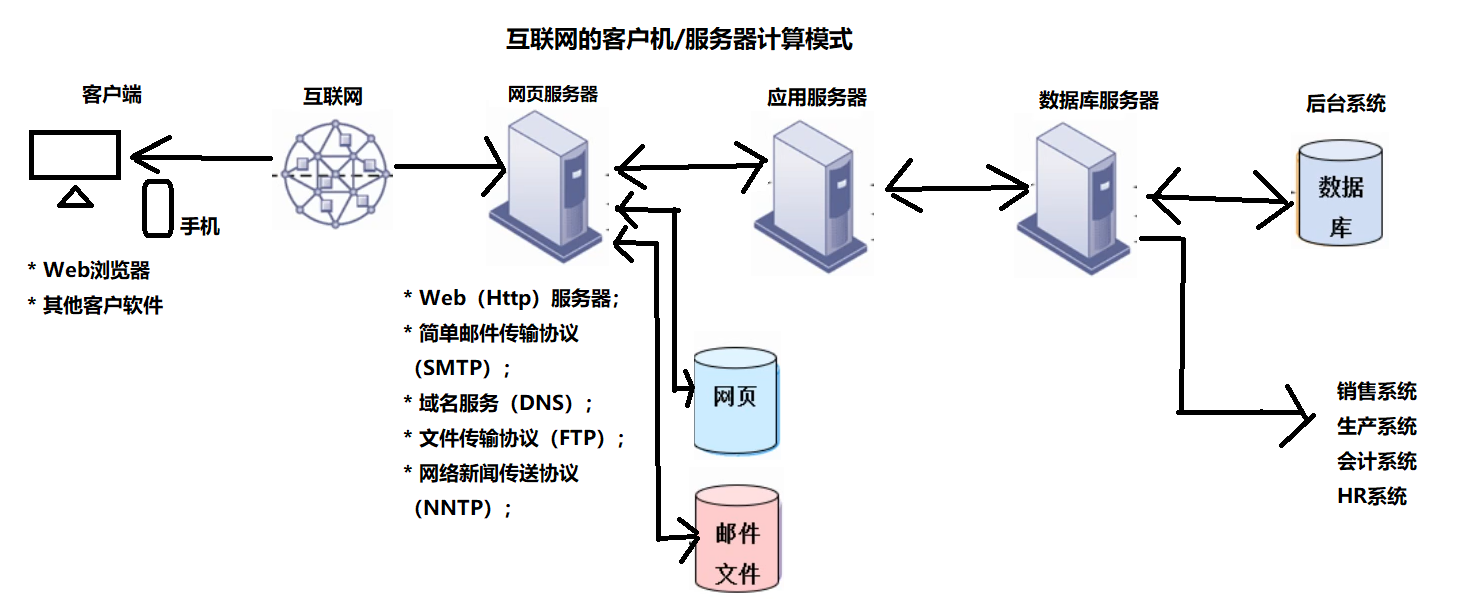 互联网的客户机/服务器计算模式
客户端
互联网
网页服务器
应用服务器
数据库服务器
后台系统
手机
数据
库
* Web浏览器
* 其他客户软件
* Web（Http）服务器；
* 简单邮件传输协议
（SMTP）；
* 域名服务（DNS）；
* 文件传输协议（FTP）；
* 网络新闻传送协议
（NNTP）；
网页
邮件
文件
销售系统
生产系统
会计系统
HR系统